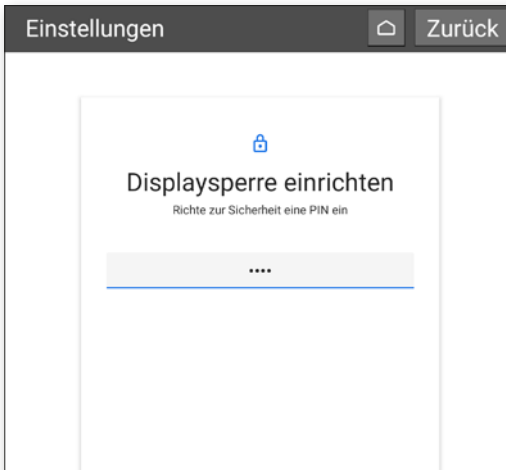 Einstellungen
Zurück
Displaysperre einrichten
Richte zur Sicherheit eine PIN ein
••••